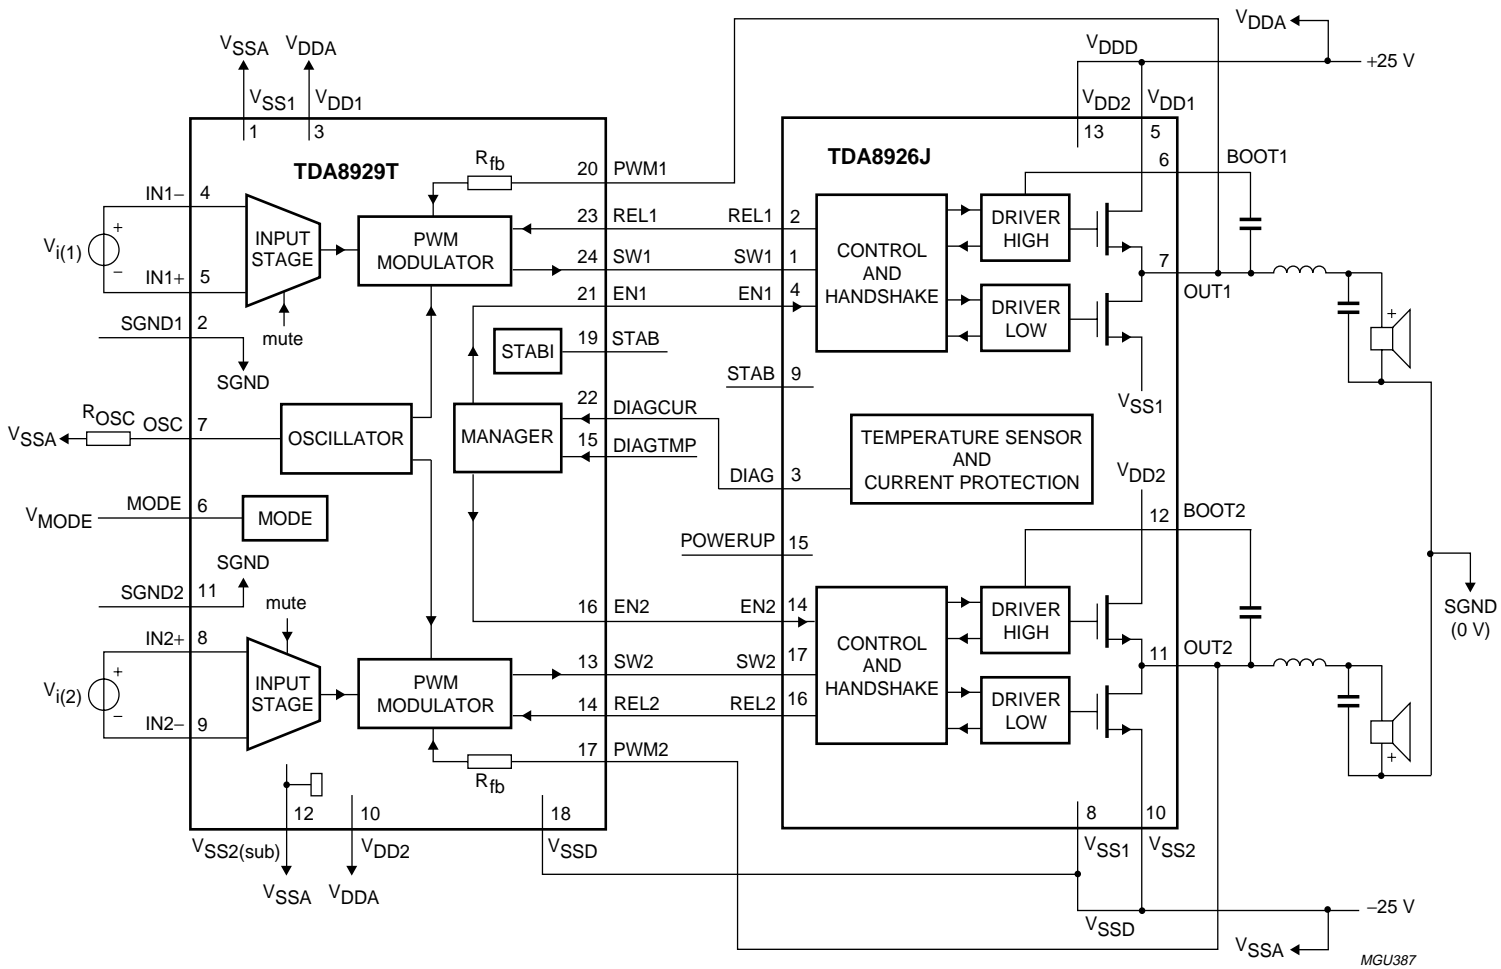 VDDA
VSSA VDDA
VDDD
+25 V
VSS1 VDD1
VDD2 VDD1
1 3
13 5
TDA8929T
TDA8926J
Rfb
20 PWM1
6 BOOT1
IN1− 4
23 REL1
REL1 2
DRIVER
HIGH
Vi(1)
+
−
INPUT
STAGE
PWM
MODULATOR
24 SW1
SW1 1
CONTROL
AND
HANDSHAKE
7
OUT1
IN1+ 5
21 EN1
EN1 4
DRIVER
LOW
mute
SGND1 2
STABI
19 STAB
+
SGND
STAB 9
VSS1
ROSC
VSSA
OSC 7
OSCILLATOR
MANAGER
22
DIAGCUR
15
DIAGTMP
TEMPERATURE SENSOR
AND
CURRENT PROTECTION
DIAG 3
VDD2
VMODE
MODE 6
MODE
12 BOOT2
POWERUP 15
SGND
SGND2 11
mute
16 EN2
EN2 14
DRIVER
HIGH
SGND
(0 V)
IN2+ 8
Vi(2)
+
−
INPUT
STAGE
PWM
MODULATOR
13 SW2
SW2 17
CONTROL
AND
HANDSHAKE
11 OUT2
IN2− 9
14 REL2
REL2 16
DRIVER
LOW
Rfb
17 PWM2
+
12 10 18
8 10
VSS2(sub) VDD2 VSSD
VSS1 VSS2
VSSA VDDA
VSSD
−25 V
VSSA
MGU387